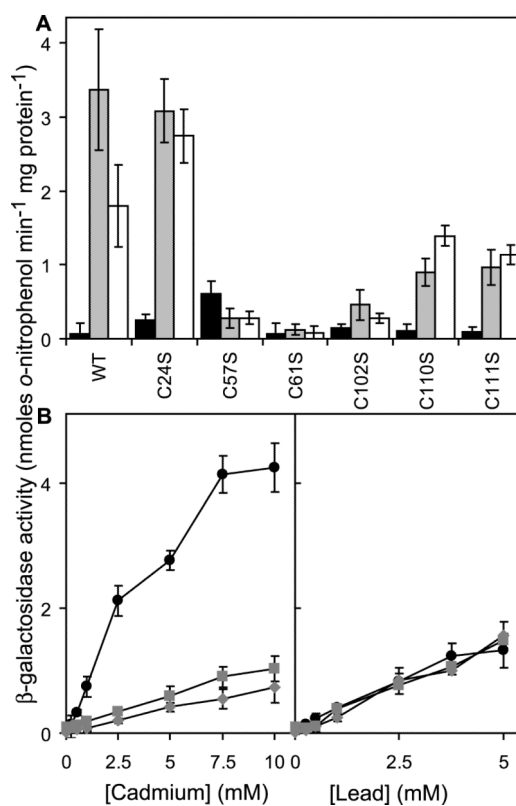 A
β-galactosidase activity (nmoles o-nitrophenol min⁻¹ mg protein⁻¹)
4
3
2
1
0
WT
C24S
C57S
C61S
C102S
C110S
C111S
B
4
2
0
0 2.5 5 7.5 10 2.5 5
[Cadmium] (mM) [Lead] (mM)